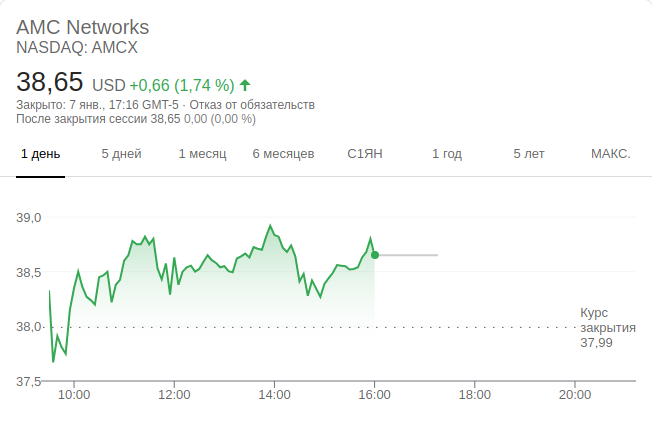 AMC Networks
NASDAQ: AMCX
38,65 USD +0,66 (1,74 %)
Закрыто: 7 янв., 17:16 GMT-5 · Отказ от обязательств
После закрытия сессии 38,65 0,00 (0,00 %)
1 день 5 дней 1 месяц 6 месяцев С1ЯН 1 год 5 лет МАКС.
39,0
38,5
38,0
37,5
Курс
закрытия
37,99
10:00 12:00 14:00 16:00 18:00 20:00